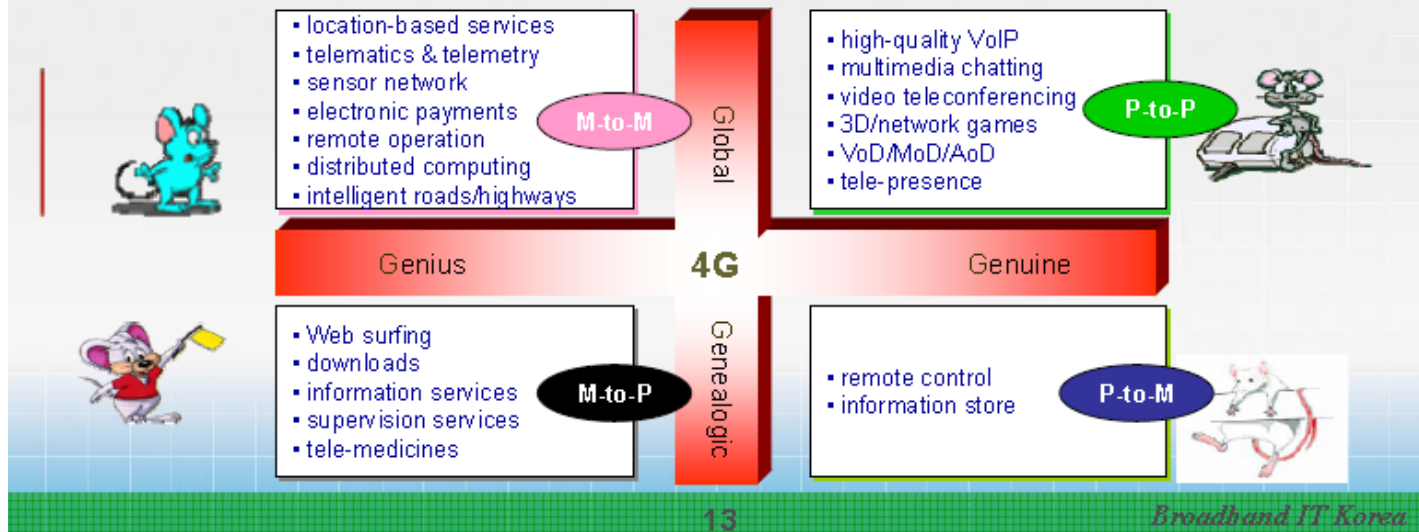 ▪ location-based services
▪ telematics & telemetry
▪ sensor network
▪ electronic payments
▪ remote operation
▪ distributed computing
▪ intelligent roads/highways
M-to-M
Global
▪ high-quality VoIP
▪ multimedia chatting
▪ video teleconferencing
▪ 3D/network games
▪ VoD/MoD/AoD
▪ tele-presence
P-to-P
Genius
4G
Genuine
▪ Web surfing
▪ downloads
▪ information services
▪ supervision services
▪ tele-medicines
M-to-P
Genealogic
▪ remote control
▪ information store
P-to-M
13
Broadband IT Korea